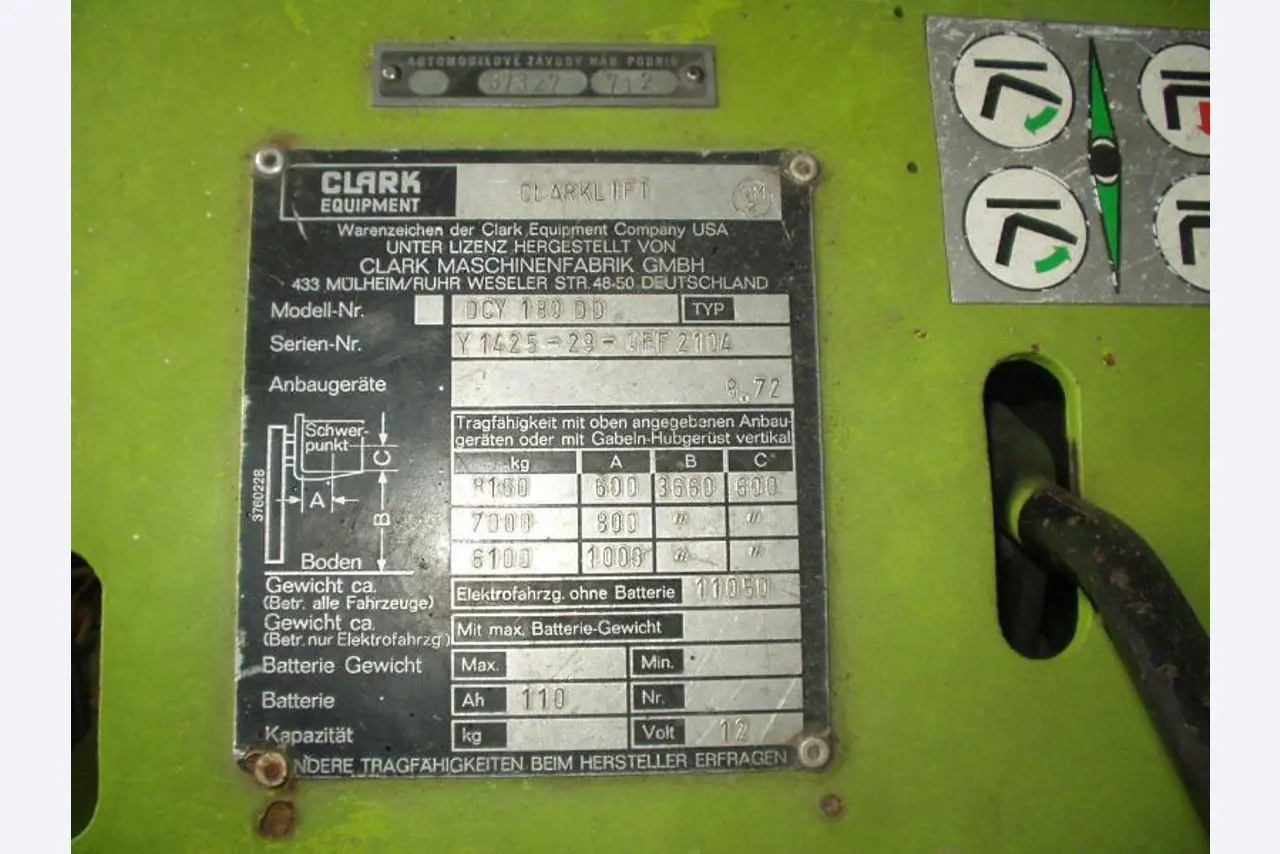 AUTOMOBILOVÉ ZÁVODY NÁR. PODNIK
37327 712
CLARK
EQUIPMENT
CLARKLIFT
Warenzeichen der Clark Equipment Company USA
UNTER LIZENZ HERGESTELLT VON
CLARK MASCHINENFABRIK GMBH
433 MÜLHEIM/RUHR WESELER STR. 48-50 DEUTSCHLAND
Modell-Nr. DCY 180 DD TYP
Serien-Nr. Y 1425-29-GEF 2104
Anbaugeräte 8.72
Tragfähigkeit mit oben angegebenen Anbau-
geräten oder mit Gabeln-Hubgerüst vertikal
kg A B C
8160 600 3660 600
7000 800 〃 〃
6100 1000 〃 〃
Schwer-
punkt
C
A
B
3760228
Boden
Gewicht ca.
(Betr. alle Fahrzeuge)
Elektrofahrzg. ohne Batterie 11050
Gewicht ca.
(Betr. nur Elektrofahrzg.)
Mit max. Batterie-Gewicht
Batterie Gewicht Max. Min.
Batterie Ah 110 Nr.
Kapazität kg Volt 12
NDERE TRAGFÄHIGKEITEN BEIM HERSTELLER ERFRAGEN